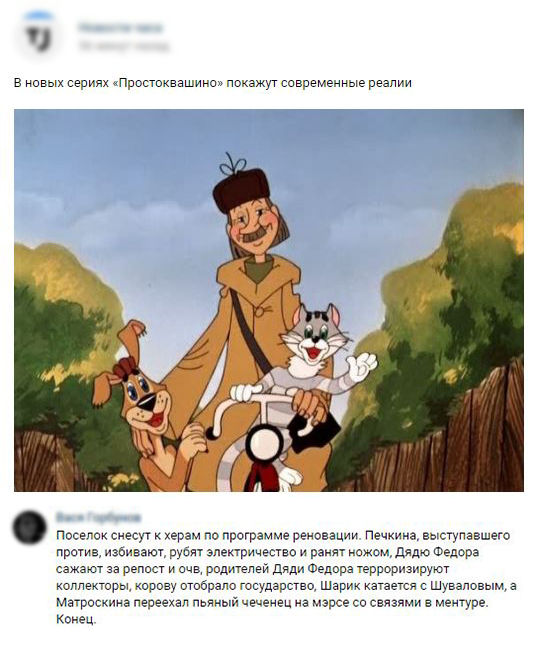 В новых сериях «Простоквашино» покажут современные реалии
Поселок снесут к херам по программе реновации. Печкина, выступавшего
против, избивают, рубят электричество и ранят ножом, Дядю Федора
сажают за репост и очв, родителей Дяди Федора терроризируют
коллекторы, корову отобрало государство, Шарик катается с Шуваловым, а
Матроскина переехал пьяный чеченец на мэрсе со связями в ментуре.
Конец.